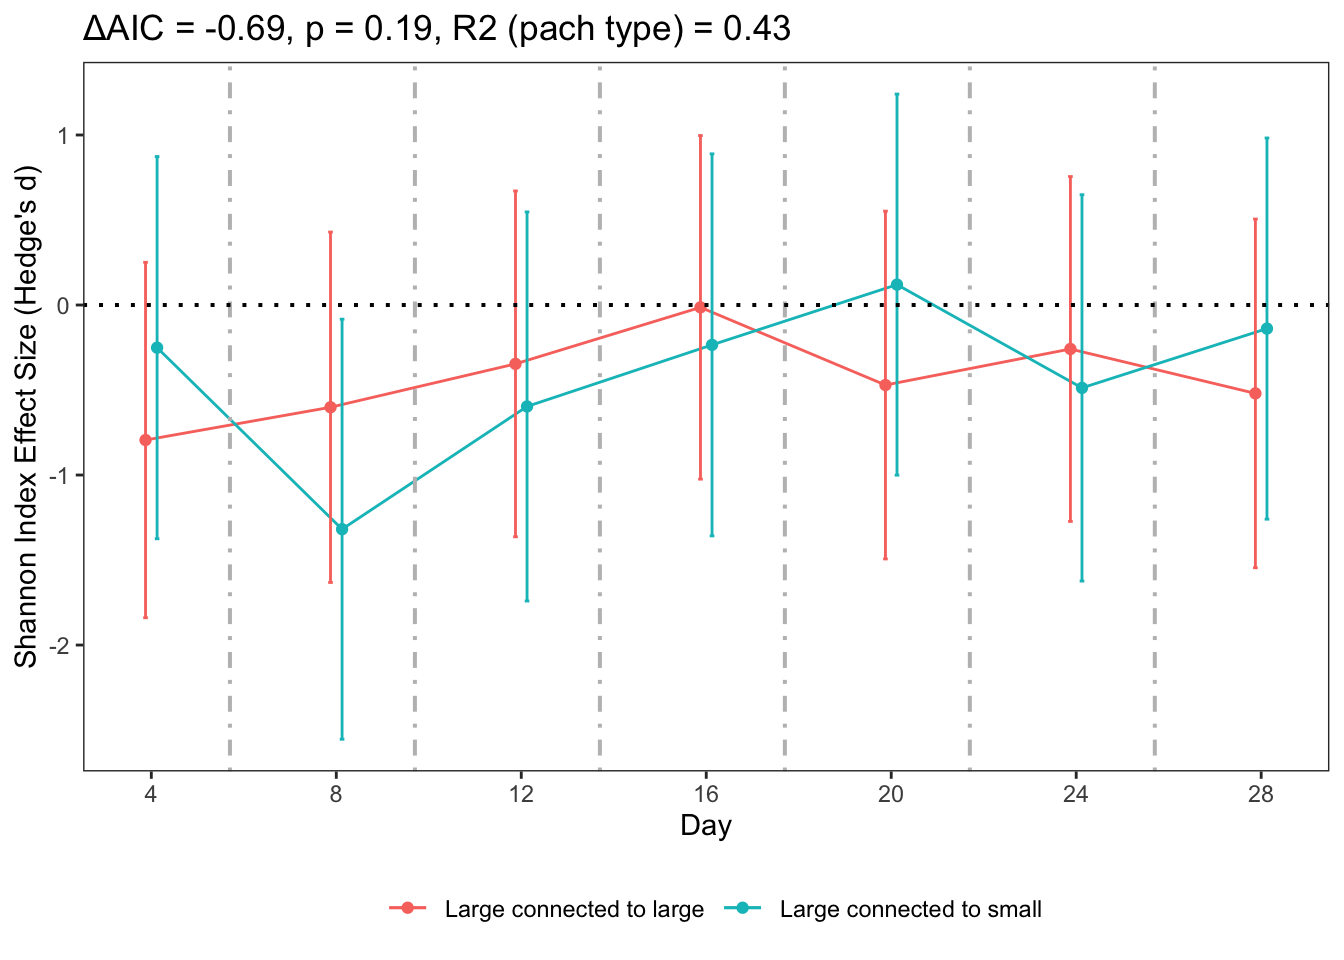 ΔAIC = -0.69, p = 0.19, R2 (pach type) = 0.43
Shannon Index Effect Size (Hedge's d)
1
0
-1
-2
4 8 12 16 20 24 28
Day
Large connected to large Large connected to small